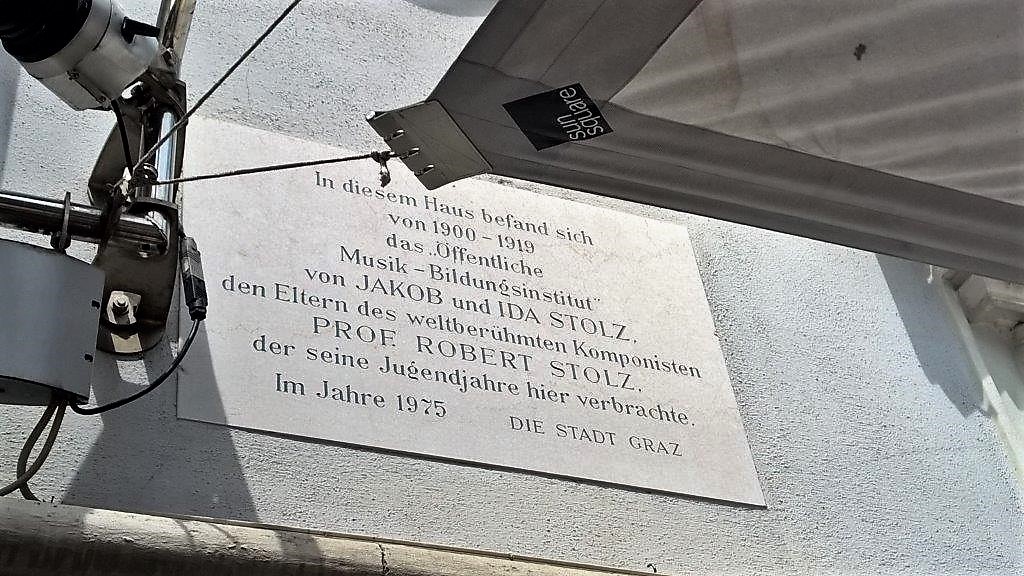 sun
square
In diesem Haus befand sich
von 1900 - 1919
das „Öffentliche
Musik - Bildungsinstitut"
von JAKOB und IDA STOLZ,
den Eltern des weltberühmten Komponisten
PROF. ROBERT STOLZ,
der seine Jugendjahre hier verbrachte.
Im Jahre 1975
DIE STADT GRAZ